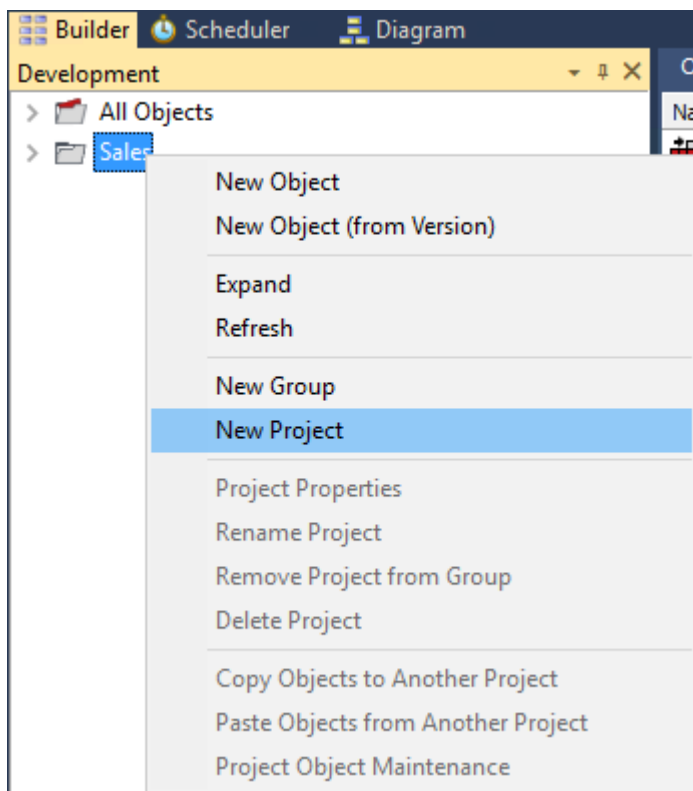 Builder Scheduler Diagram
Development
All Objects
Sales
New Object
New Object (from Version)
Expand
Refresh
New Group
New Project
Project Properties
Rename Project
Remove Project from Group
Delete Project
Copy Objects to Another Project
Paste Objects from Another Project
Project Object Maintenance